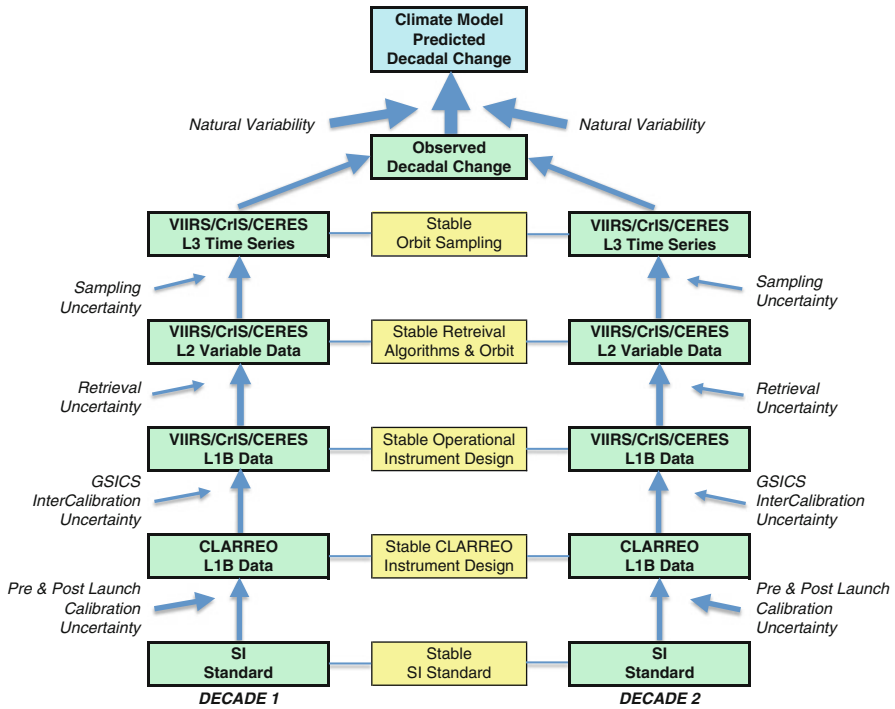 Climate Model
Predicted
Decadal Change
Natural Variability
Natural Variability
Observed
Decadal Change
VIIRS/CrIS/CERES
L3 Time Series
Stable
Orbit Sampling
VIIRS/CrIS/CERES
L3 Time Series
Sampling
Uncertainty
Sampling
Uncertainty
VIIRS/CrIS/CERES
L2 Variable Data
Stable Retreival
Algorithms & Orbit
VIIRS/CrIS/CERES
L2 Variable Data
Retrieval
Uncertainty
Retrieval
Uncertainty
VIIRS/CrIS/CERES
L1B Data
Stable Operational
Instrument Design
VIIRS/CrIS/CERES
L1B Data
GSICS
InterCalibration
Uncertainty
GSICS
InterCalibration
Uncertainty
CLARREO
L1B Data
Stable CLARREO
Instrument Design
CLARREO
L1B Data
Pre & Post Launch
Calibration
Uncertainty
Pre & Post Launch
Calibration
Uncertainty
SI
Standard
Stable
SI Standard
SI
Standard
DECADE 1
DECADE 2